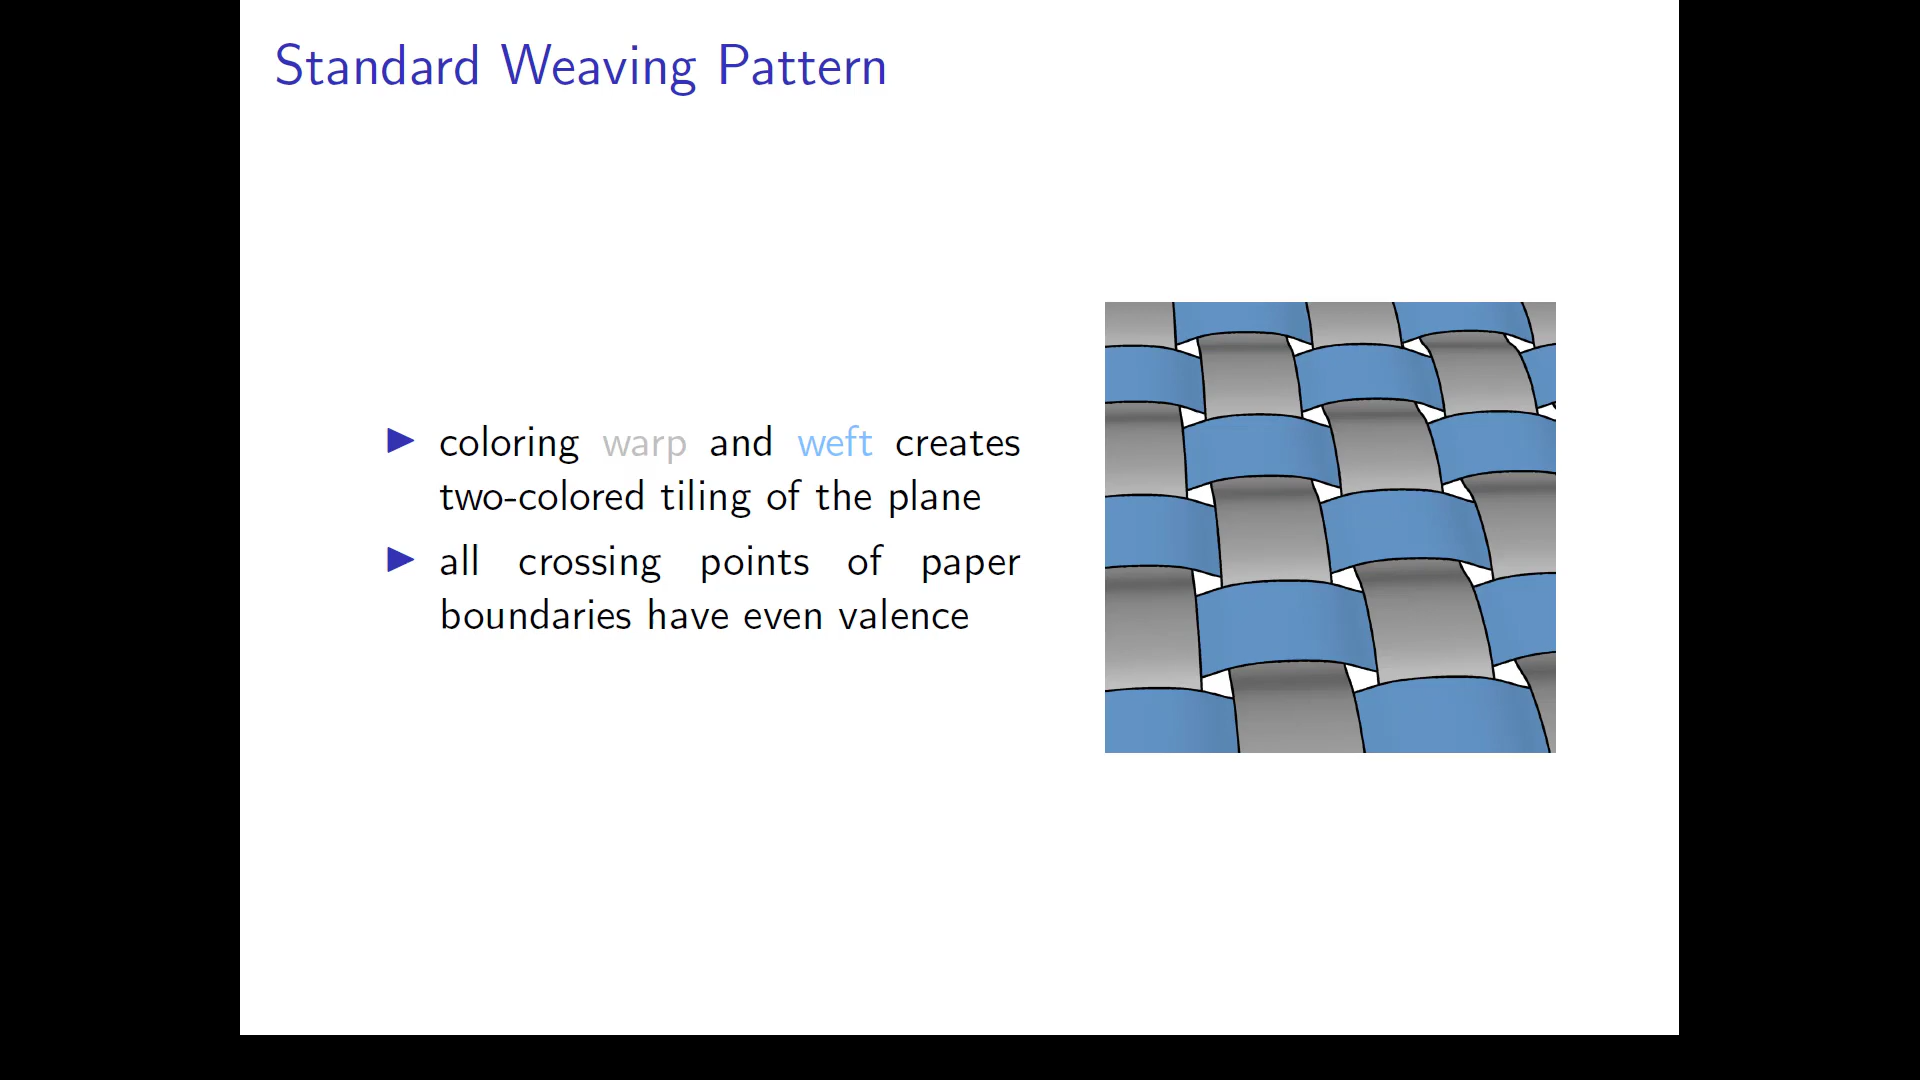 Standard Weaving Pattern
coloring warp and weft creates
two-colored tiling of the plane
all crossing points of paper
boundaries have even valence